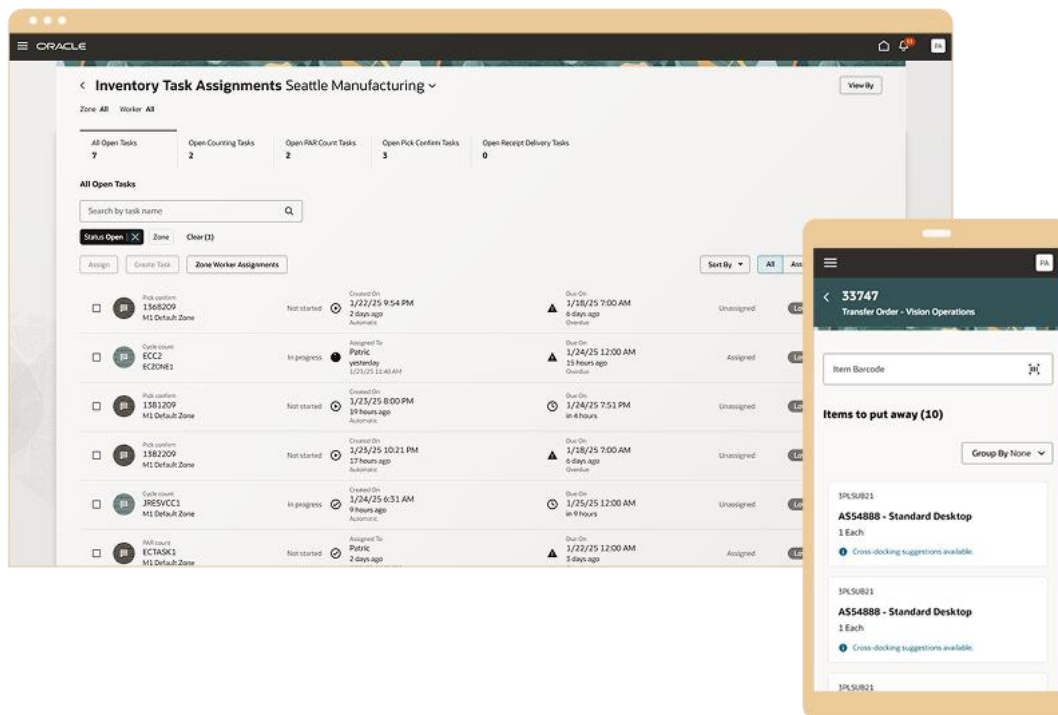 ORACLE
PA
Inventory Task Assignments Seattle Manufacturing
View By
Zone All Worker All
All Open Tasks
7
Open Counting Tasks
2
Open PAR Count Tasks
2
Open Pick Confirm Tasks
3
Open Receipt Delivery Tasks
0
All Open Tasks
Search by task name
Status Open
Zone
Clear (1)
Assign
Create Task
Zone Worker Assignments
Sort By
All
Pick confirm
1368209
M1 Default Zone
Not started
Created On
1/22/25 9:54 PM
2 days ago
Automatic
Due On
1/18/25 7:00 AM
6 days ago
Overdue
Unassigned
Cycle count
ECC2
ECZONE1
In progress
Assigned To
Patric
yesterday
1/23/25 11:40 AM
Due On
1/24/25 12:00 AM
15 hours ago
Overdue
Assigned
Pick confirm
1381209
M1 Default Zone
Not started
Created On
1/23/25 8:00 PM
19 hours ago
Automatic
Due On
1/24/25 7:51 PM
in 4 hours
Unassigned
Pick confirm
1382209
M1 Default Zone
Not started
Created On
1/23/25 10:21 PM
17 hours ago
Automatic
Due On
1/18/25 7:00 AM
6 days ago
Overdue
Unassigned
Cycle count
JRESVCC1
M1 Default Zone
In progress
Created On
1/24/25 6:31 AM
9 hours ago
Automatic
Due On
1/25/25 12:00 AM
in 9 hours
Unassigned
PAR count
ECTASK1
M1 Default Zone
Not started
Assigned To
Patric
2 days ago
Due On
1/22/25 12:00 AM
3 days ago
Assigned
PA
33747
Transfer Order - Vision Operations
Item Barcode
Items to put away (10)
Group By None
3PLSUB21
AS54888 - Standard Desktop
1 Each
Cross-docking suggestions available.
3PLSUB21
AS54888 - Standard Desktop
1 Each
Cross-docking suggestions available.
3PLSUB21